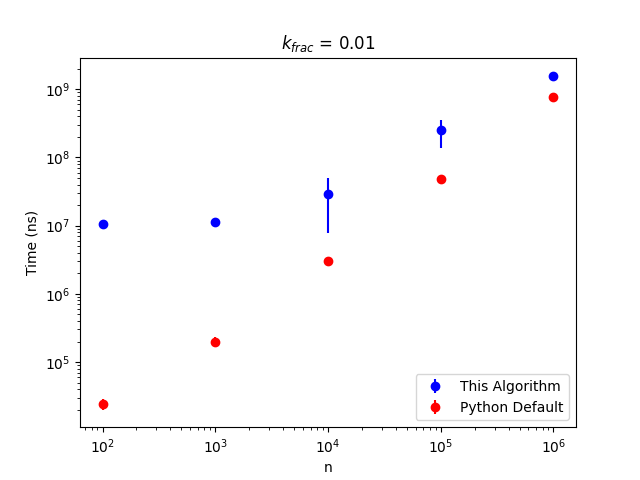 k_frac = 0.01
Time (ns)
10^9
10^8
10^7
10^6
10^5
This Algorithm
Python Default
10^2 10^3 10^4 10^5 10^6
n